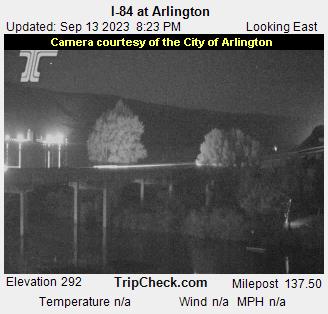 I-84 at Arlington
Updated: Sep 13 2023 8:23 PM Looking East
Camera courtesy of the City of Arlington
Elevation 292 TripCheck.com Milepost 137.50
Temperature n/a Wind n/a MPH n/a